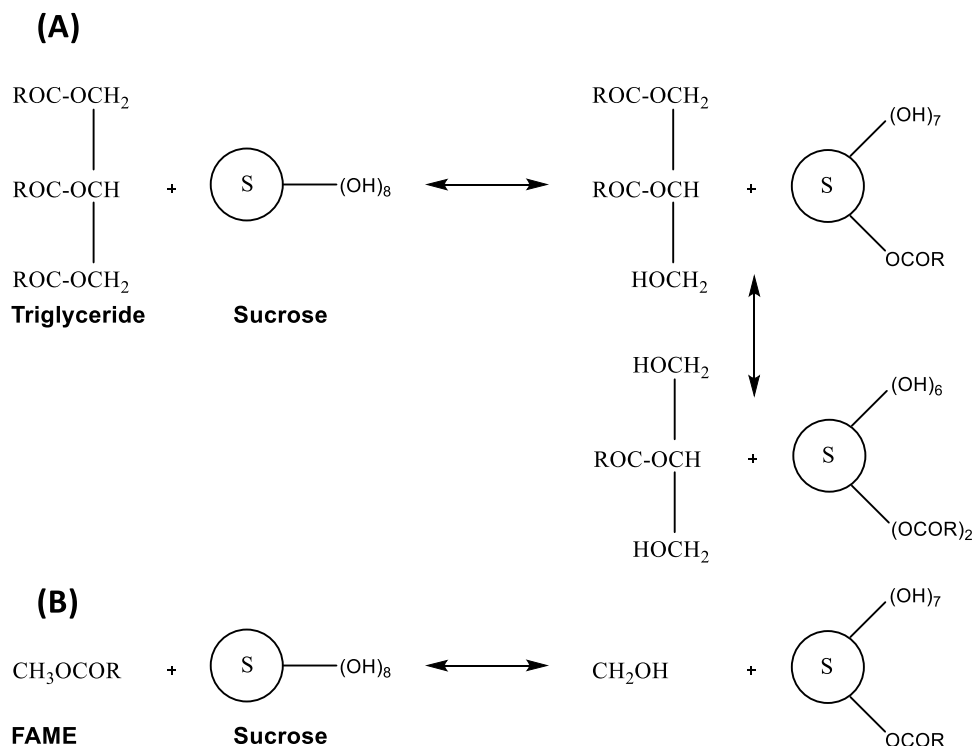 (A)
ROC-OCH₂ ROC-OCH₂ (OH)₇
ROC-OCH + S (OH)₈ ROC-OCH + S
ROC-OCH₂ HOCH₂ OCOR
Triglyceride Sucrose
HOCH₂ (OH)₆
ROC-OCH + S
HOCH₂ (OCOR)₂
(B)
(OH)₇
CH₃OCOR + S (OH)₈ CH₂OH + S
FAME Sucrose OCOR